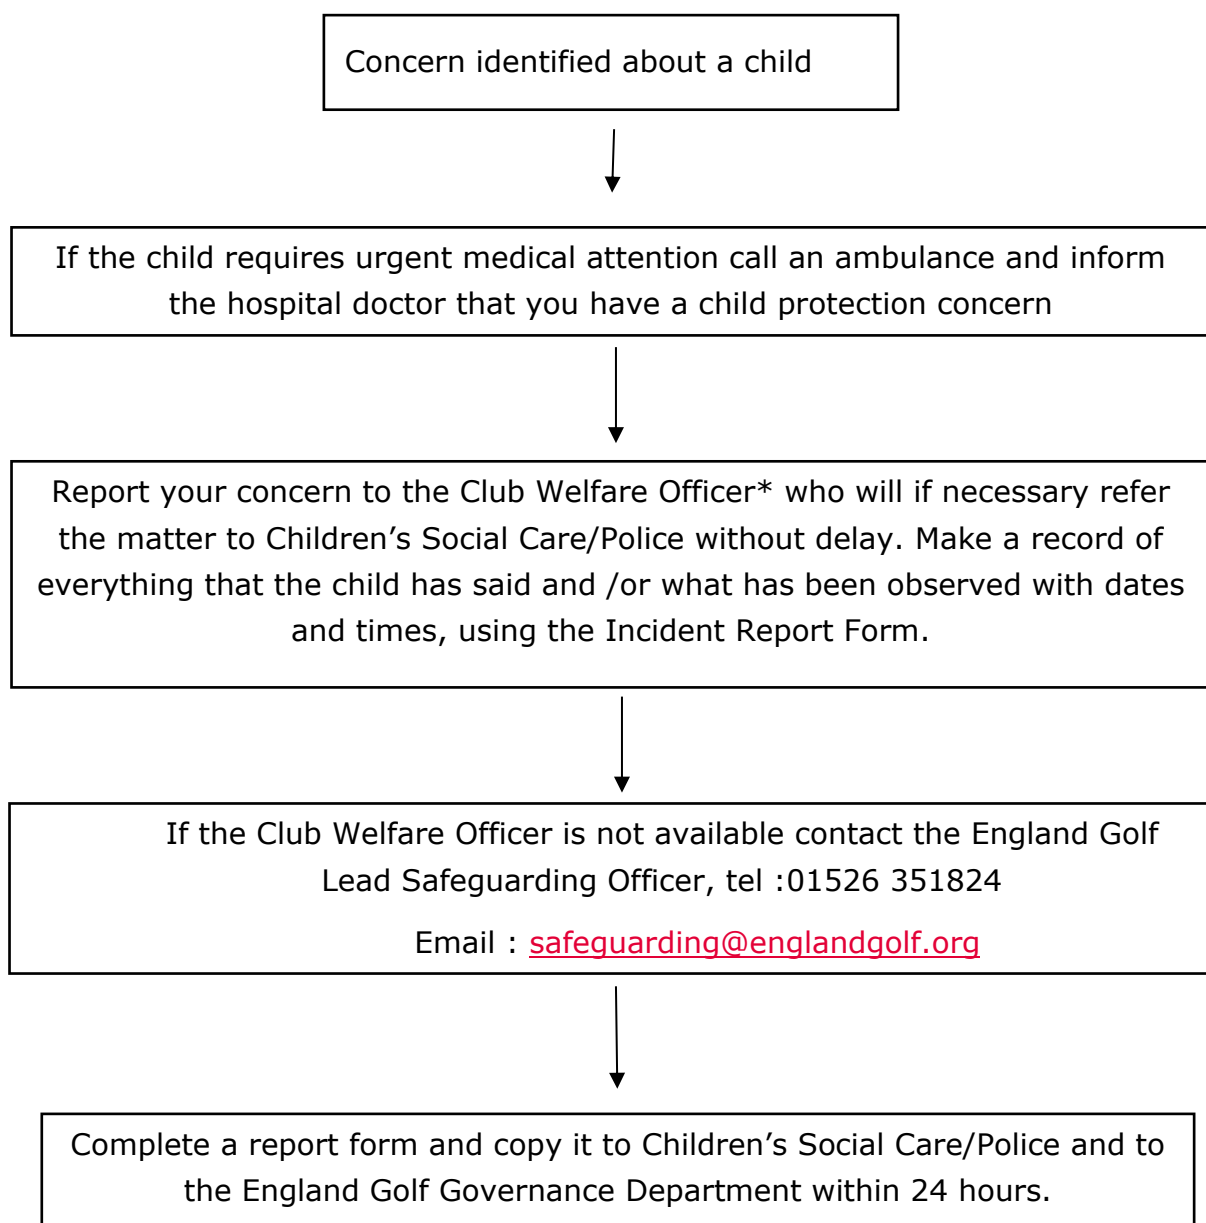 Concern identified about a child
If the child requires urgent medical attention call an ambulance and inform
the hospital doctor that you have a child protection concern
Report your concern to the Club Welfare Officer* who will if necessary refer
the matter to Children’s Social Care/Police without delay. Make a record of
everything that the child has said and /or what has been observed with dates
and times, using the Incident Report Form.
If the Club Welfare Officer is not available contact the England Golf
Lead Safeguarding Officer, tel :01526 351824
Email : safeguarding@englandgolf.org
Complete a report form and copy it to Children’s Social Care/Police and to
the England Golf Governance Department within 24 hours.